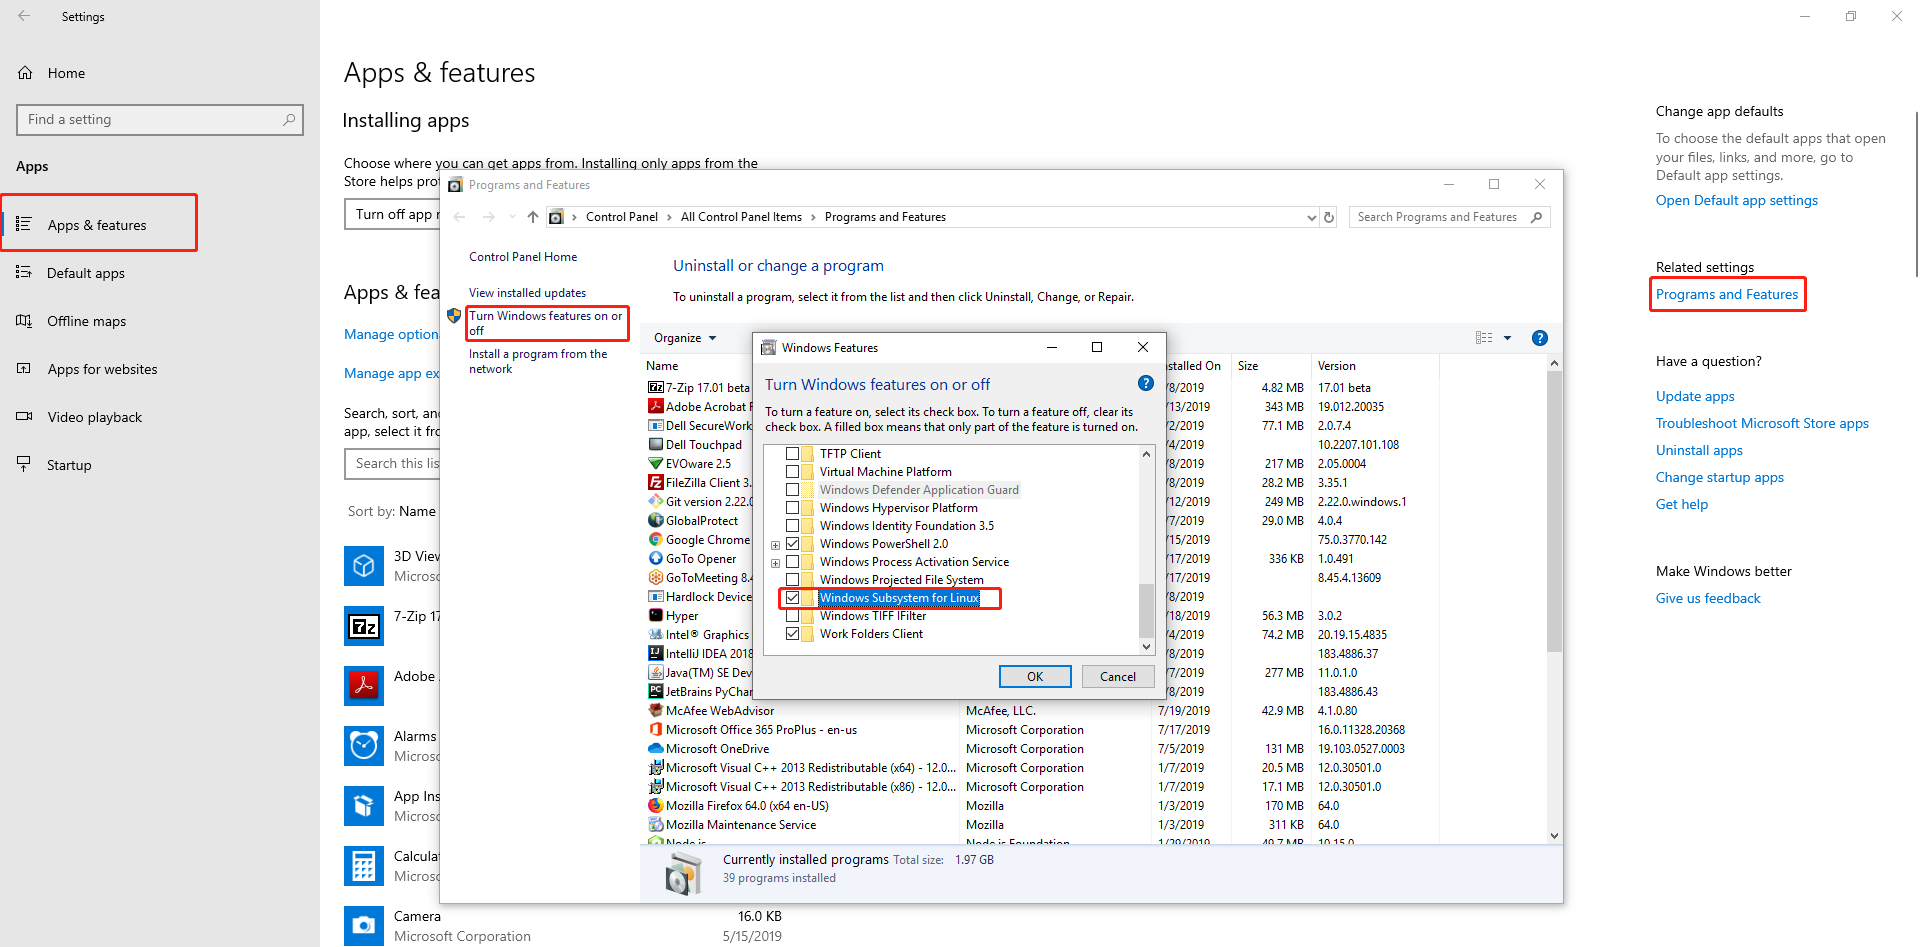 Settings
Home
Find a setting
Apps
Apps & features
Default apps
Offline maps
Apps for websites
Video playback
Startup
Apps & features
Installing apps
Choose where you can get apps from. Installing only apps from the
Store helps prot
Turn off app r
Apps & fea
Manage optiona
Manage app ex
Search, sort, and
app, select it fro
Search this lis
Sort by: Name
3D View
Microsc
7-Zip 17
Adobe
Alarms
Microsc
App Ins
Microsc
Calculat
Microsc
Camera 16.0 KB
Microsoft Corporation 5/15/2019
Programs and Features
Control Panel > All Control Panel Items > Programs and Features
Search Programs and Features
Control Panel Home
View installed updates
Turn Windows features on or
off
Install a program from the
network
Uninstall or change a program
To uninstall a program, select it from the list and then click Uninstall, Change, or Repair.
Organize
Name stalled On Size Version
7-Zip 17.01 beta /8/2019 4.82 MB 17.01 beta
Adobe Acrobat /13/2019 343 MB 19.012.20035
Dell SecureWork /2/2019 77.1 MB 2.0.7.4
Dell Touchpad /4/2019 10.2207.101.108
EVOware 2.5 /8/2019 217 MB 2.05.0004
FileZilla Client 3. /8/2019 28.2 MB 3.35.1
Git version 2.22.0 /12/2019 249 MB 2.22.0.windows.1
GlobalProtect /7/2019 29.0 MB 4.0.4
Google Chrome /15/2019 75.0.3770.142
GoTo Opener /17/2019 336 KB 1.0.491
GoToMeeting 8.4 /17/2019 8.45.4.13609
Hardlock Device /8/2019
Hyper /18/2019 56.3 MB 3.0.2
Intel® Graphics /4/2019 74.2 MB 20.19.15.4835
IntelliJ IDEA 2018 /8/2019 183.4886.37
Java(TM) SE Dev /7/2019 277 MB 11.0.1.0
JetBrains PyChar /8/2019 183.4886.43
McAfee WebAdvisor McAfee, LLC. 7/19/2019 42.9 MB 4.1.0.80
Microsoft Office 365 ProPlus - en-us Microsoft Corporation 7/17/2019 16.0.11328.20368
Microsoft OneDrive Microsoft Corporation 7/5/2019 131 MB 19.103.0527.0003
Microsoft Visual C++ 2013 Redistributable (x64) - 12.0... Microsoft Corporation 1/7/2019 20.5 MB 12.0.30501.0
Microsoft Visual C++ 2013 Redistributable (x86) - 12.0... Microsoft Corporation 1/7/2019 17.1 MB 12.0.30501.0
Mozilla Firefox 64.0 (x64 en-US) Mozilla 1/3/2019 170 MB 64.0
Mozilla Maintenance Service Mozilla 1/3/2019 311 KB 64.0
Node.js Node.js Foundation 1/29/2019 49.7 MB 10.15.0
Currently installed programs Total size: 1.97 GB
39 programs installed
Windows Features
Turn Windows features on or off
To turn a feature on, select its check box. To turn a feature off, clear its
check box. A filled box means that only part of the feature is turned on.
TFTP Client
Virtual Machine Platform
Windows Defender Application Guard
Windows Hypervisor Platform
Windows Identity Foundation 3.5
Windows PowerShell 2.0
Windows Process Activation Service
Windows Projected File System
Windows Subsystem for Linux
Windows TIFF IFilter
Work Folders Client
OK
Cancel
Change app defaults
To choose the default apps that open
your files, links, and more, go to
Default app settings.
Open Default app settings
Related settings
Programs and Features
Have a question?
Update apps
Troubleshoot Microsoft Store apps
Uninstall apps
Change startup apps
Get help
Make Windows better
Give us feedback